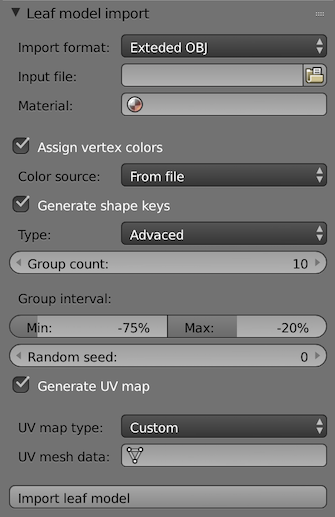 Leaf model import
Import format: Exteded OBJ
Input file:
Material:
Assign vertex colors
Color source: From file
Generate shape keys
Type: Advaced
Group count: 10
Group interval:
Min: -75% Max: -20%
Random seed: 0
Generate UV map
UV map type: Custom
UV mesh data:
Import leaf model